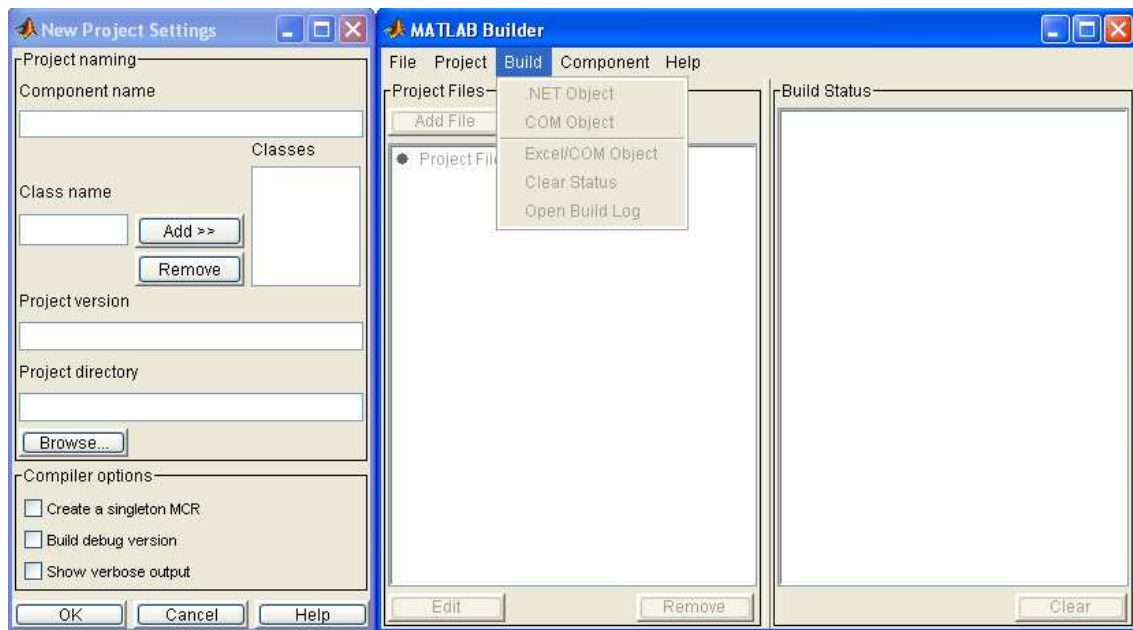 New Project Settings
Project naming
Component name
Classes
Class name
Add >>
Remove
Project version
Project directory
Browse...
Compiler options
Create a singleton MCR
Build debug version
Show verbose output
OK Cancel Help
MATLAB Builder
File Project Build Component Help
Project Files
Add File
.NET Object
COM Object
Excel/COM Object
Clear Status
Open Build Log
Project
Edit Remove
Build Status
Clear